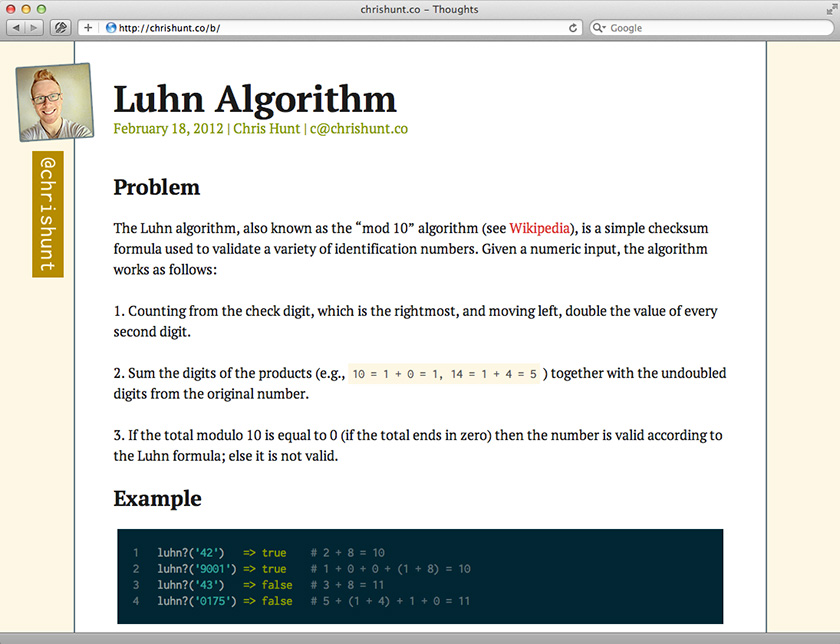 chrishunt.co – Thoughts
http://chrishunt.co/b/
Google
@chrishunt
Luhn Algorithm
February 18, 2012 | Chris Hunt | c@chrishunt.co
Problem
The Luhn algorithm, also known as the “mod 10” algorithm (see Wikipedia), is a simple checksum
formula used to validate a variety of identification numbers. Given a numeric input, the algorithm
works as follows:
1. Counting from the check digit, which is the rightmost, and moving left, double the value of every
second digit.
2. Sum the digits of the products (e.g., 10 = 1 + 0 = 1, 14 = 1 + 4 = 5 ) together with the undoubled
digits from the original number.
3. If the total modulo 10 is equal to 0 (if the total ends in zero) then the number is valid according to
the Luhn formula; else it is not valid.
Example
1 luhn?('42') => true # 2 + 8 = 10
2 luhn?('9001') => true # 1 + 0 + 0 + (1 + 8) = 10
3 luhn?('43') => false # 3 + 8 = 11
4 luhn?('0175') => false # 5 + (1 + 4) + 1 + 0 = 11